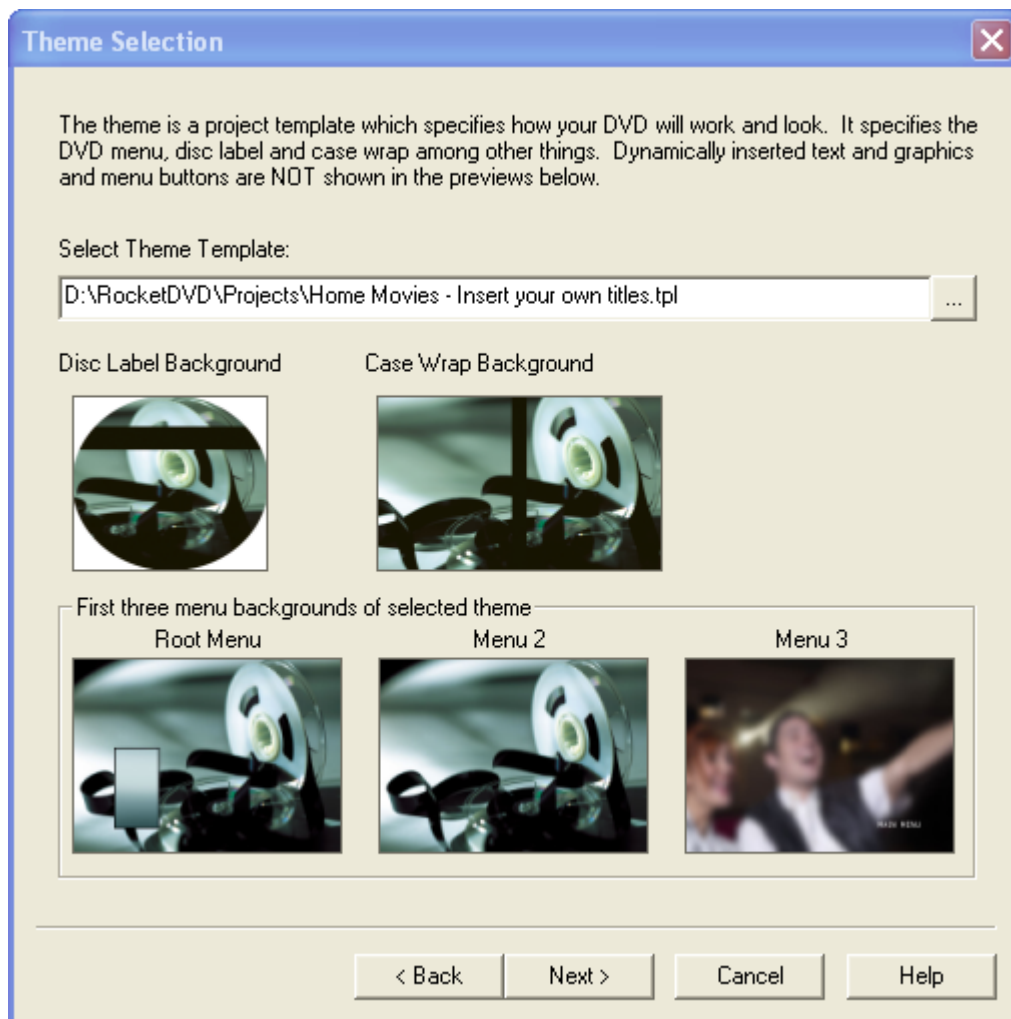 Theme Selection
The theme is a project template which specifies how your DVD will work and look.  It specifies the
DVD menu, disc label and case wrap among other things.  Dynamically inserted text and graphics
and menu buttons are NOT shown in the previews below.
Select Theme Template:
D:\RocketDVD\Projects\Home Movies - Insert your own titles.tpl
...
Disc Label Background
Case Wrap Background
First three menu backgrounds of selected theme
Root Menu
Menu 2
Menu 3
MAIN MENU
< Back
Next >
Cancel
Help